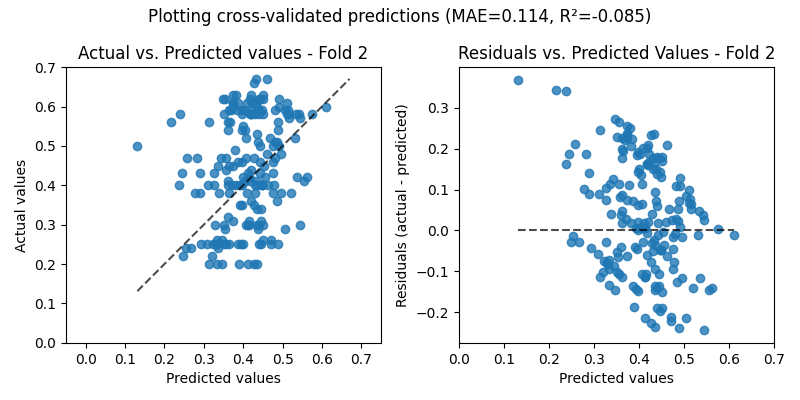 Plotting cross-validated predictions (MAE=0.114, R²=-0.085)
Actual vs. Predicted values - Fold 2
Actual values
0.7
0.6
0.5
0.4
0.3
0.2
0.1
0.0
0.0 0.1 0.2 0.3 0.4 0.5 0.6 0.7
Predicted values
Residuals vs. Predicted Values - Fold 2
Residuals (actual - predicted)
0.3
0.2
0.1
0.0
−0.1
−0.2
0.0 0.1 0.2 0.3 0.4 0.5 0.6 0.7
Predicted values